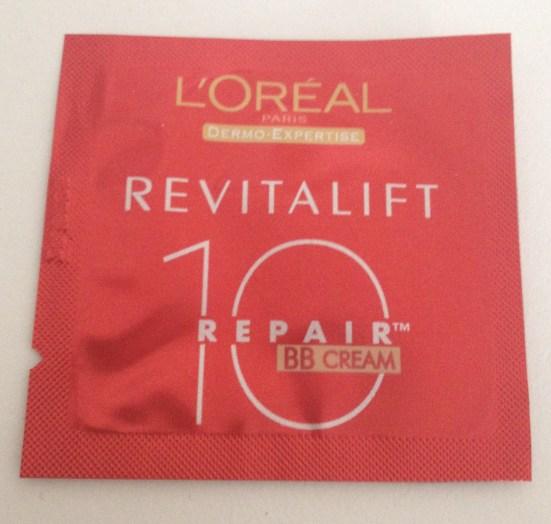 L'ORÉAL
PARIS
DERMO-EXPERTISE
REVITALIFT
10
REPAIR™
BB CREAM